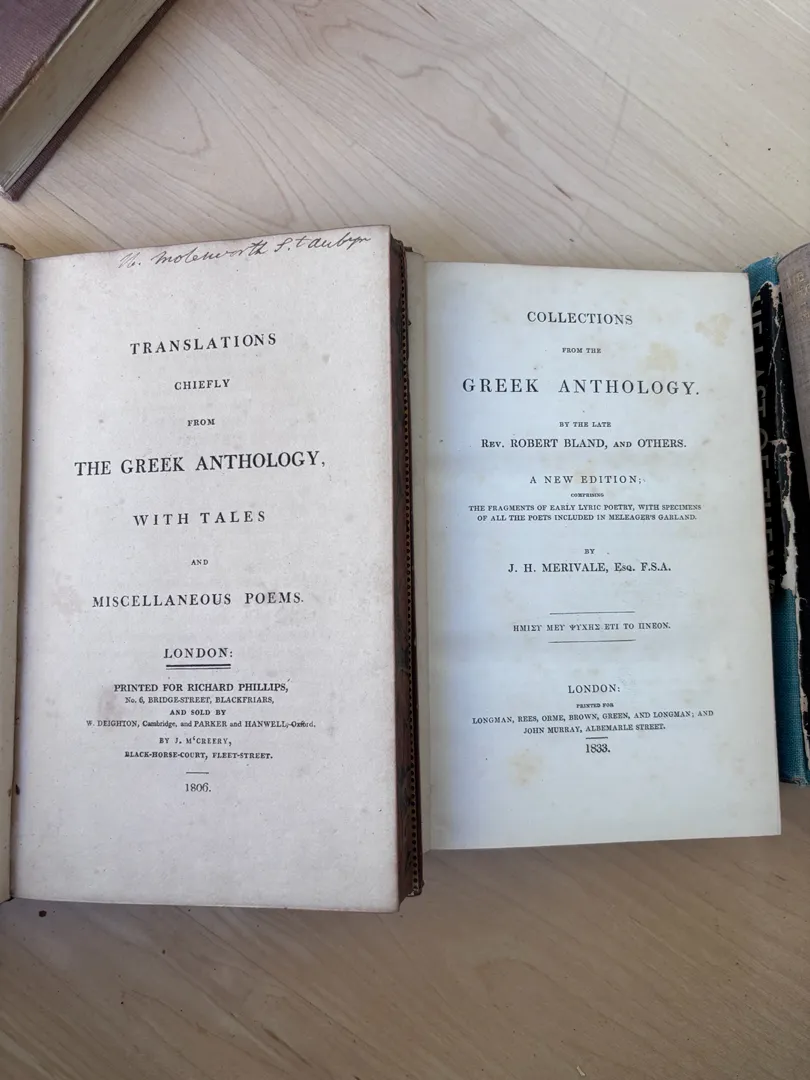 H. Molesworth St. Aubyn
TRANSLATIONS
CHIEFLY
FROM
THE GREEK ANTHOLOGY,
WITH TALES
AND
MISCELLANEOUS POEMS.
LONDON:
PRINTED FOR RICHARD PHILLIPS,
No. 6, BRIDGE-STREET, BLACKFRIARS,
AND SOLD BY
W. DEIGHTON, Cambridge, and PARKER and HANWELL, Oxford.
BY J. McCREERY,
BLACK-HORSE-COURT, FLEET-STREET.
1806.
COLLECTIONS
FROM THE
GREEK ANTHOLOGY.
BY THE LATE
REV. ROBERT BLAND, AND OTHERS.
A NEW EDITION;
COMPRISING
THE FRAGMENTS OF EARLY LYRIC POETRY, WITH SPECIMENS
OF ALL THE POETS INCLUDED IN MELEAGER'S GARLAND.
BY
J. H. MERIVALE, ESQ. F.S.A.
ΗΜΙΣΥ ΜΕΥ ΨΥΧΗΣ ΕΤΙ ΤΟ ΠΝΕΟΝ.
LONDON:
PRINTED FOR
LONGMAN, REES, ORME, BROWN, GREEN, AND LONGMAN; AND
JOHN MURRAY, ALBEMARLE STREET.
1833.
LAST OF THE